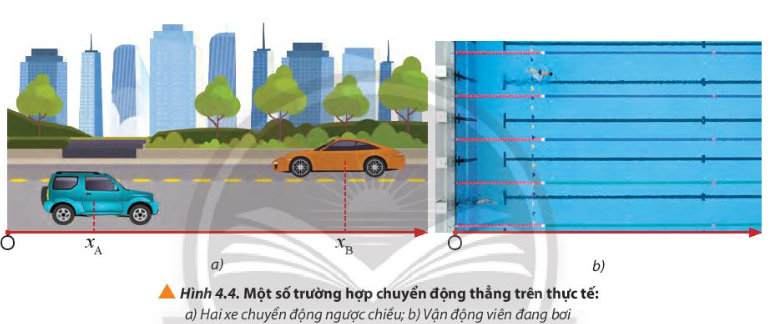 O
x_A
x_B
O
a)
b)
▲ Hình 4.4. Một số trường hợp chuyển động thẳng trên thực tế:
a) Hai xe chuyển động ngược chiều; b) Vận động viên đang bơi